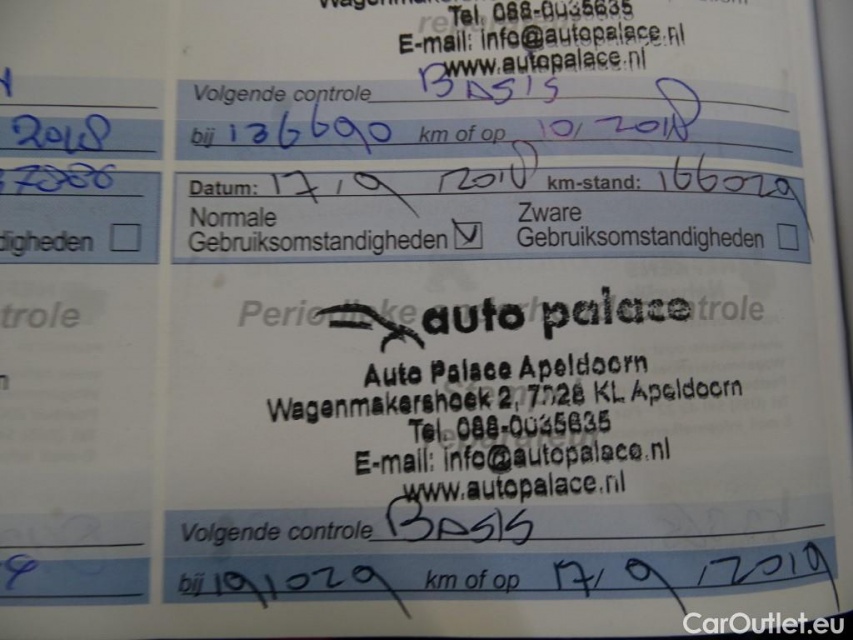 Tel. 088-0035635
E-mail: info@autopalace.nl
www.autopalace.nl
Volgende controle BASIS
2018
bij 136690 km of op 10/2018
Datum: 17/9/2018 km-stand: 166029
Normale
Gebruiksomstandigheden
Zware
Gebruiksomstandigheden
digheden
trole
Periodieke onderhoudscontrole
auto palace
Auto Palace Apeldoorn
Wagenmakershoek 2, 7328 KL Apeldoorn
Tel. 088-0035635
E-mail: info@autopalace.nl
www.autopalace.nl
Volgende controle BASIS
bij 191029 km of op 17/9/2019
CarOutlet.eu